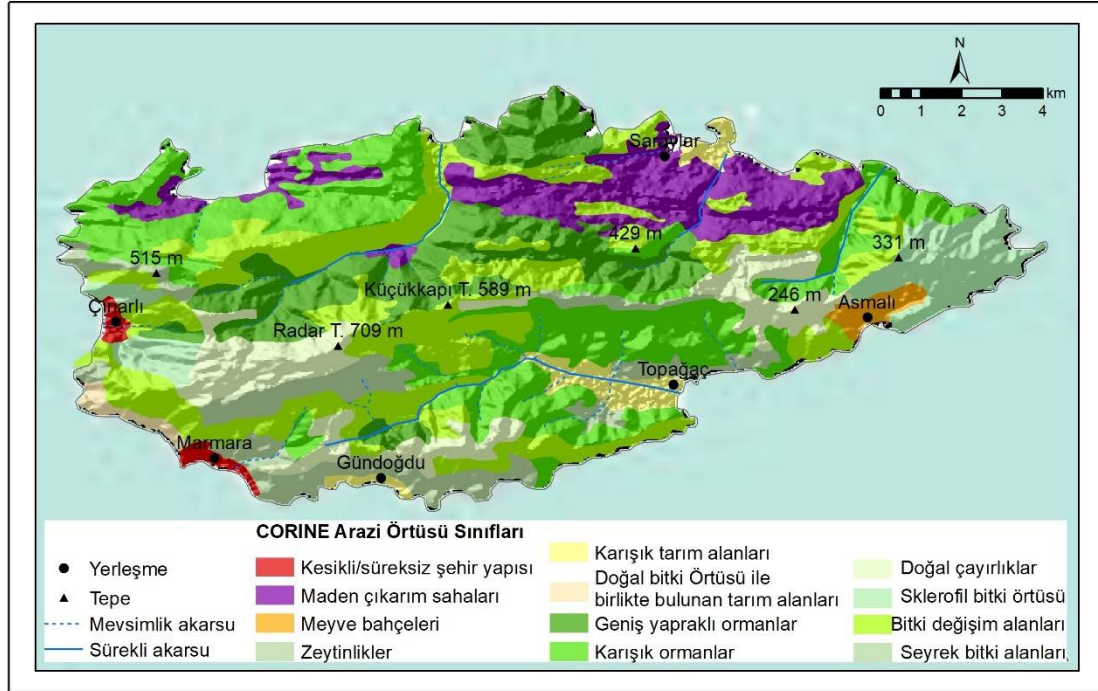 N
km
0 1 2 3 4
Saraylar
429 m
331 m
515 m
Küçükkapı T. 589 m
246 m
Asmalı
Çınarlı
Radar T. 709 m
Topağaç
Marmara
Gündoğdu
CORINE Arazi Örtüsü Sınıfları
Yerleşme
Tepe
Mevsimlik akarsu
Sürekli akarsu
Kesikli/süreksiz şehir yapısı
Maden çıkarım sahaları
Meyve bahçeleri
Zeytinlikler
Karışık tarım alanları
Doğal bitki Örtüsü ile
birlikte bulunan tarım alanları
Geniş yapraklı ormanlar
Karışık ormanlar
Doğal çayırlıklar
Sklerofil bitki örtüsü
Bitki değişim alanları
Seyrek bitki alanları